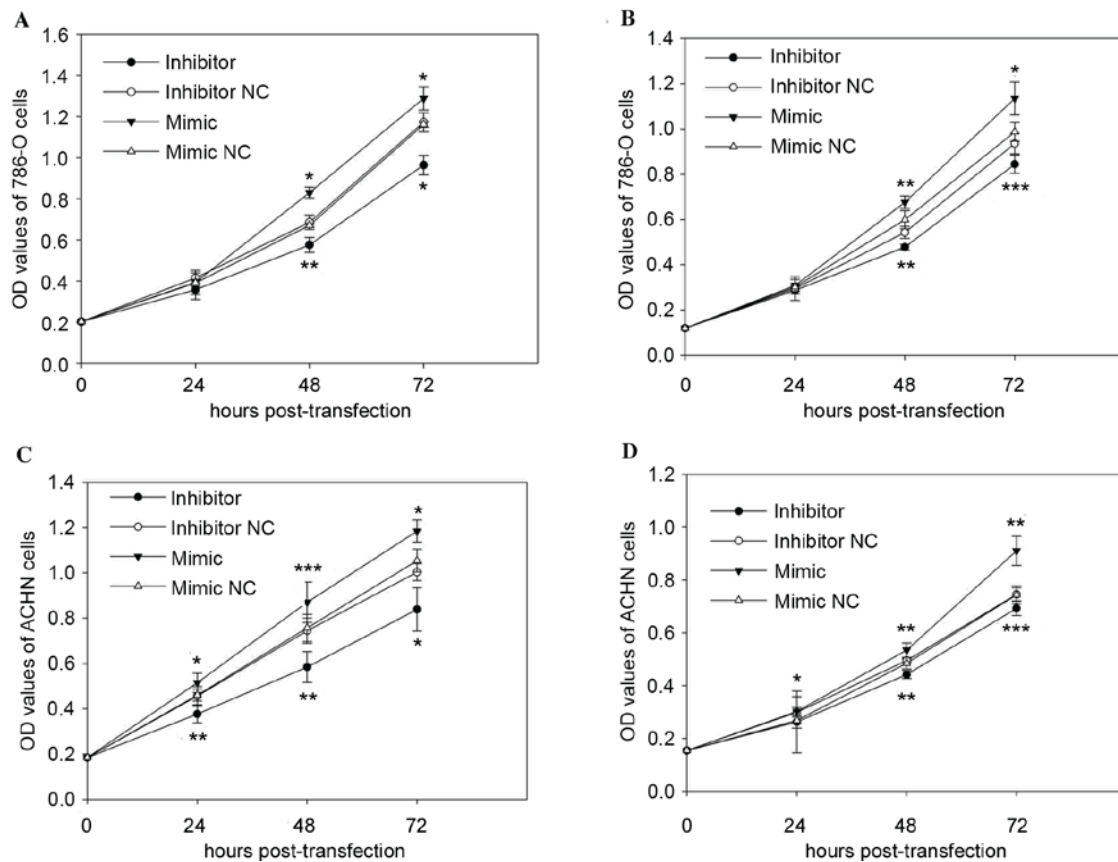 A
OD values of 786-O cells
1.6
1.4
1.2
1.0
0.8
0.6
0.4
0.2
0.0
Inhibitor
Inhibitor NC
Mimic
Mimic NC
*
*
*
**
0 24 48 72
hours post-transfection
B
OD values of 786-O cells
1.4
1.2
1.0
0.8
0.6
0.4
0.2
0.0
Inhibitor
Inhibitor NC
Mimic
Mimic NC
*
**
***
**
0 24 48 72
hours post-transfection
C
OD values of ACHN cells
1.4
1.2
1.0
0.8
0.6
0.4
0.2
0.0
Inhibitor
Inhibitor NC
Mimic
Mimic NC
*
***
*
*
**
**
0 24 48 72
hours post-transfection
D
OD values of ACHN cells
1.2
1.0
0.8
0.6
0.4
0.2
0.0
Inhibitor
Inhibitor NC
Mimic
Mimic NC
**
**
***
*
**
0 24 48 72
hours post-transfection